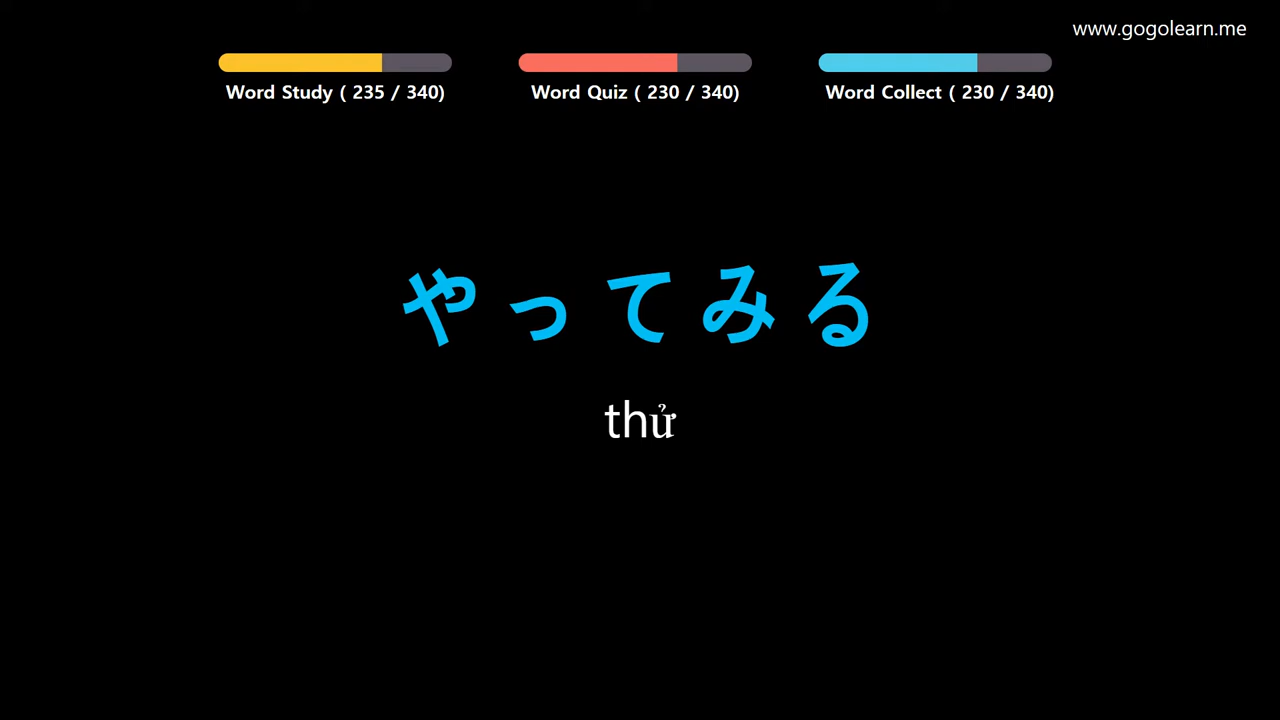 www.gogolearn.me
Word Study ( 235 / 340)
Word Quiz ( 230 / 340)
Word Collect ( 230 / 340)
やってみる
thử